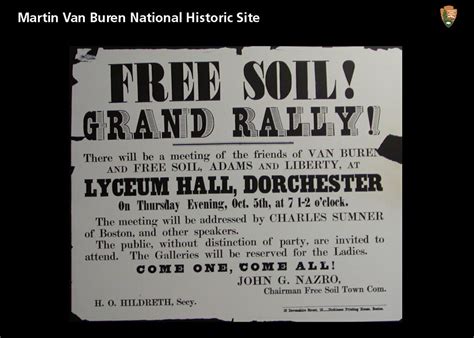 Martin Van Buren National Historic Site
FREE SOIL!
GRAND RALLY!
There will be a meeting of the friends of VAN BUREN
AND FREE SOIL, ADAMS AND LIBERTY, AT
LYCEUM HALL, DORCHESTER
On Thursday Evening, Oct. 5th, at 7 1-2 o'clock.
The meeting will be addressed by CHARLES SUMNER
of Boston, and other speakers.
The public, without distinction of party, are invited to
attend. The Galleries will be reserved for the Ladies.
COME ONE, COME ALL!
JOHN G. NAZRO,
Chairman Free Soil Town Com.
H. O. HILDRETH, Secy.
Printing House, Boston.